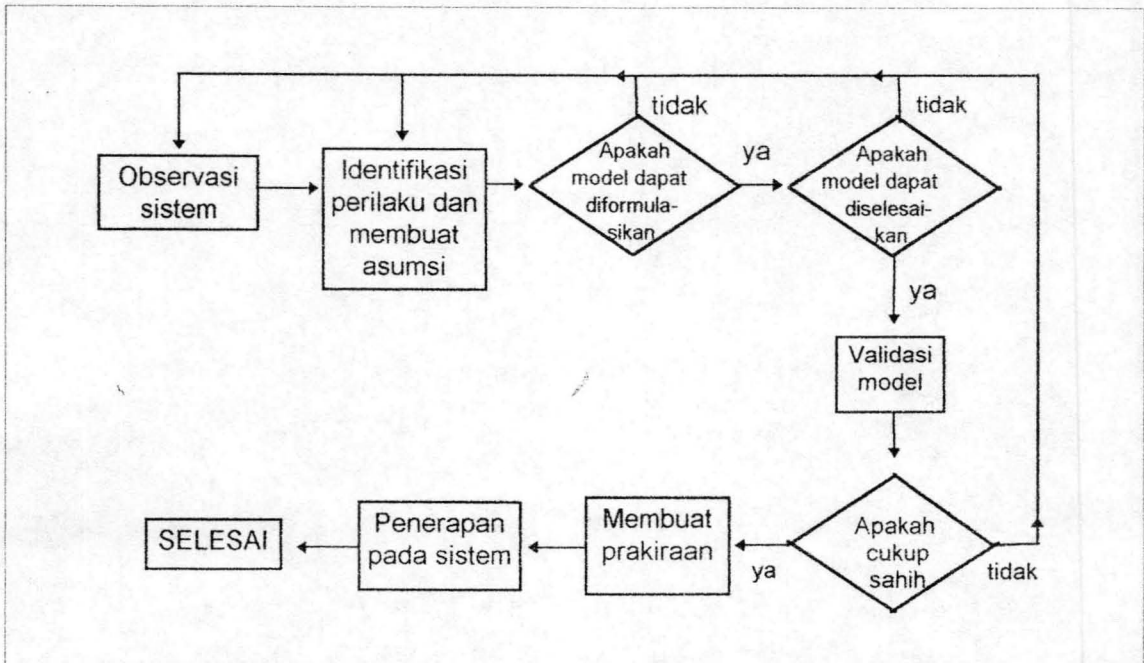 Observasi
sistem
Identifikasi
perilaku dan
membuat
asumsi
Apakah
model dapat
diformula-
sikan
tidak
ya
Apakah
model dapat
diselesai-
kan
tidak
ya
Validasi
model
Apakah
cukup
sahih
tidak
ya
Membuat
prakiraan
Penerapan
pada sistem
SELESAI